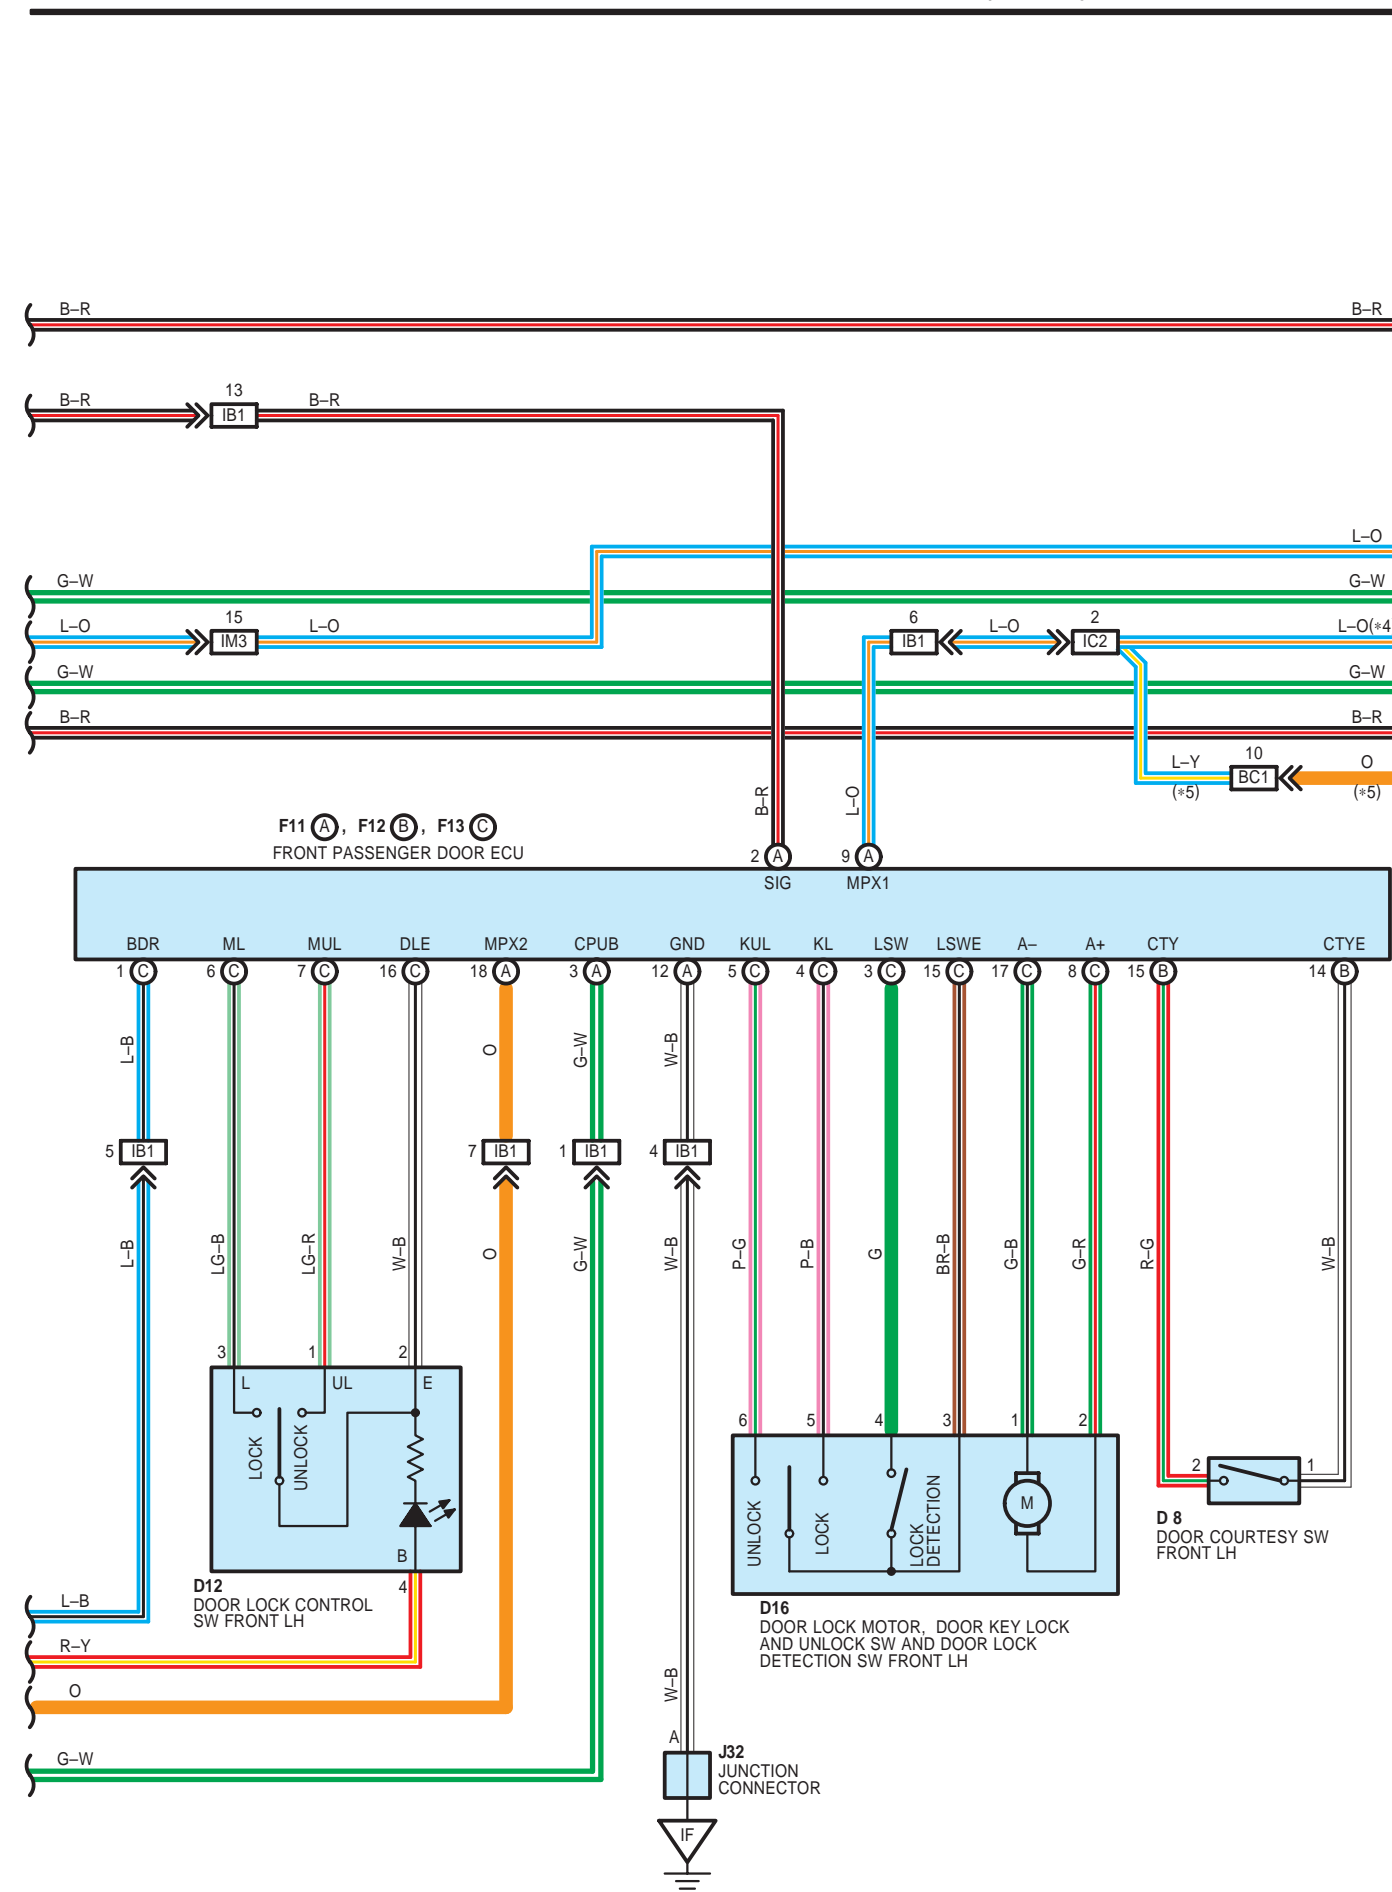 B–R B–R
13
B–R IB1 B–R
L–O
G–W G–W
15 6 2
L–O IM3 L–O IB1 L–O IC2 L–O(*4
G–W G–W
B–R B–R
10
L–Y BC1 O
(*5) (*5)
B–R L–O
F11 A , F12 B , F13 C
FRONT PASSENGER DOOR ECU
2 A 9 A
SIG MPX1
BDR ML MUL DLE MPX2 CPUB GND KUL KL LSW LSWE A– A+ CTY CTYE
1 C 6 C 7 C 16 C 18 A 3 A 12 A 5 C 4 C 3 C 15 C 17 C 8 C 15 B 14 B
L–B O G–W W–B
5 IB1 7 IB1 1 IB1 4 IB1
L–B LG–B LG–R W–B O G–W W–B P–G P–B G BR–B G–B G–R R–G W–B
3 1 2
L UL E
6 5 4 3 1 2
LOCK UNLOCK
2 1
UNLOCK LOCK LOCK DETECTION M
D 8
DOOR COURTESY SW
FRONT LH
B
4
D12
DOOR LOCK CONTROL
SW FRONT LH
L–B
D16
DOOR LOCK MOTOR, DOOR KEY LOCK
AND UNLOCK SW AND DOOR LOCK
DETECTION SW FRONT LH
R–Y
O
W–B
A
J32
JUNCTION
CONNECTOR
G–W
IF